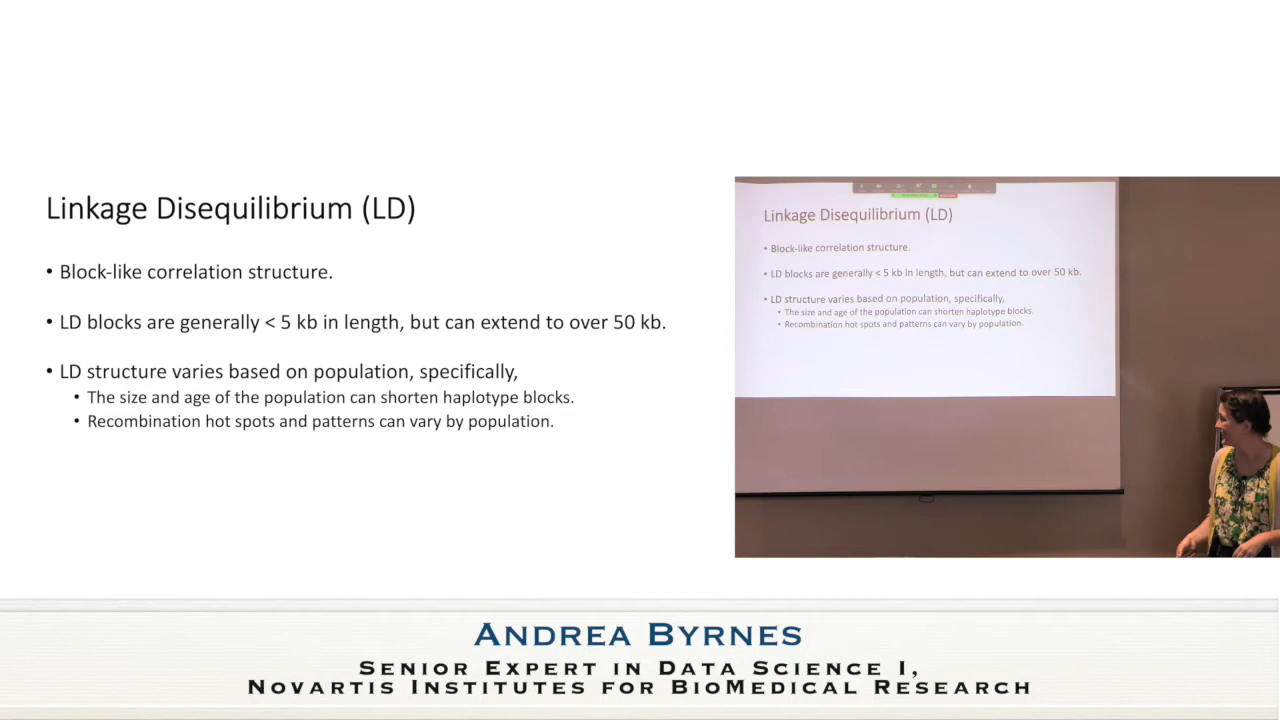 Linkage Disequilibrium (LD)
• Block-like correlation structure.
• LD blocks are generally < 5 kb in length, but can extend to over 50 kb.
• LD structure varies based on population, specifically,
• The size and age of the population can shorten haplotype blocks.
• Recombination hot spots and patterns can vary by population.
Linkage Disequilibrium (LD)
• Block-like correlation structure.
• LD blocks are generally < 5 kb in length, but can extend to over 50 kb.
• LD structure varies based on population, specifically,
• The size and age of the population can shorten haplotype blocks.
• Recombination hot spots and patterns can vary by population.
Andrea Byrnes
Senior Expert in Data Science I,
Novartis Institutes for BioMedical Research